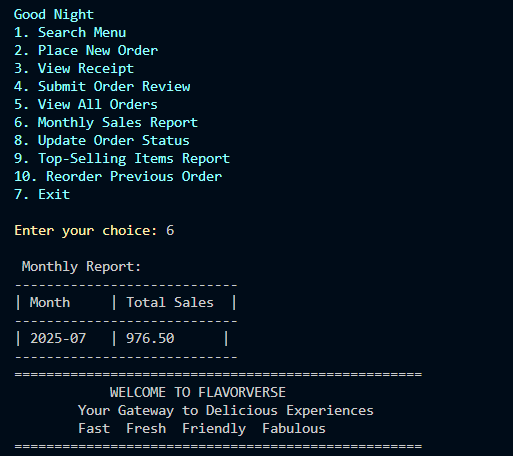 Good Night
1. Search Menu
2. Place New Order
3. View Receipt
4. Submit Order Review
5. View All Orders
6. Monthly Sales Report
8. Update Order Status
9. Top-Selling Items Report
10. Reorder Previous Order
7. Exit
Enter your choice: 6
Monthly Report:
----------------------------
| Month     | Total Sales  |
----------------------------
| 2025-07   | 976.50      |
----------------------------
===================================================
WELCOME TO FLAVORVERSE
Your Gateway to Delicious Experiences
Fast  Fresh  Friendly  Fabulous
===================================================